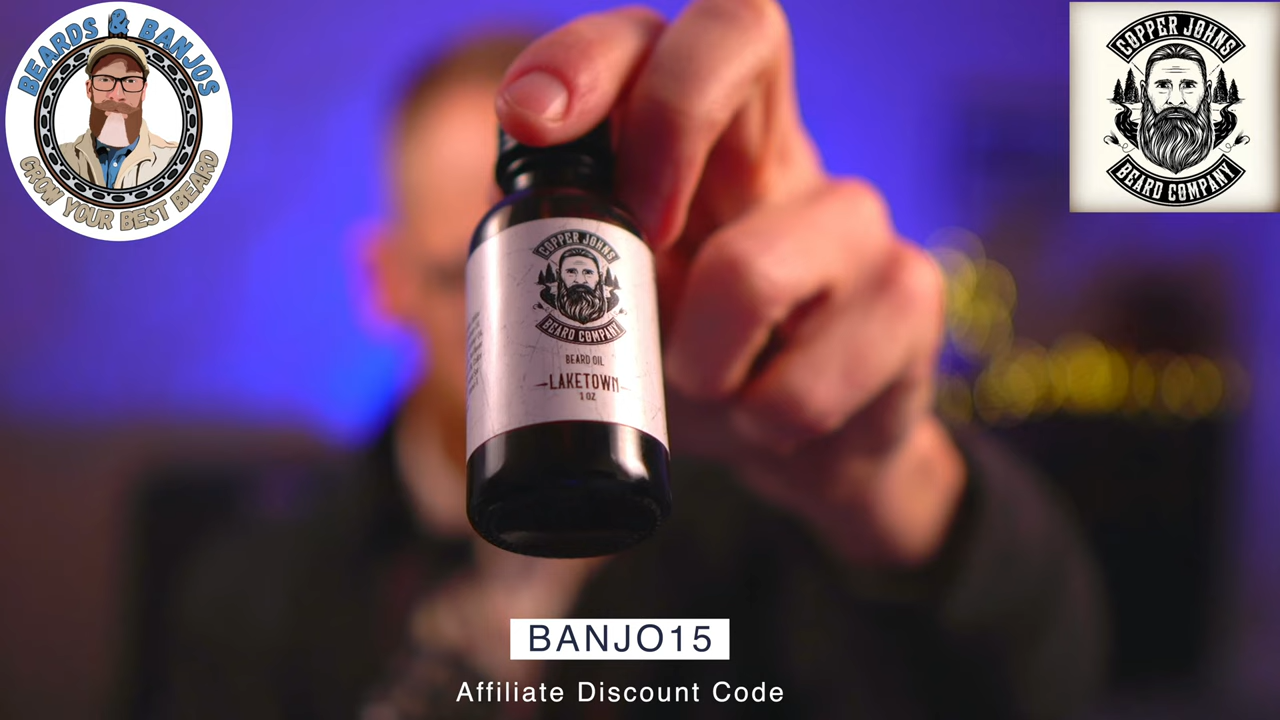 BEARDS & BANJOS
GROW YOUR BEST BEARD
COPPER JOHNS
BEARD COMPANY
COPPER JOHNS
BEARD COMPANY
BEARD OIL
LAKETOWN
1 OZ
BANJO15
Affiliate Discount Code